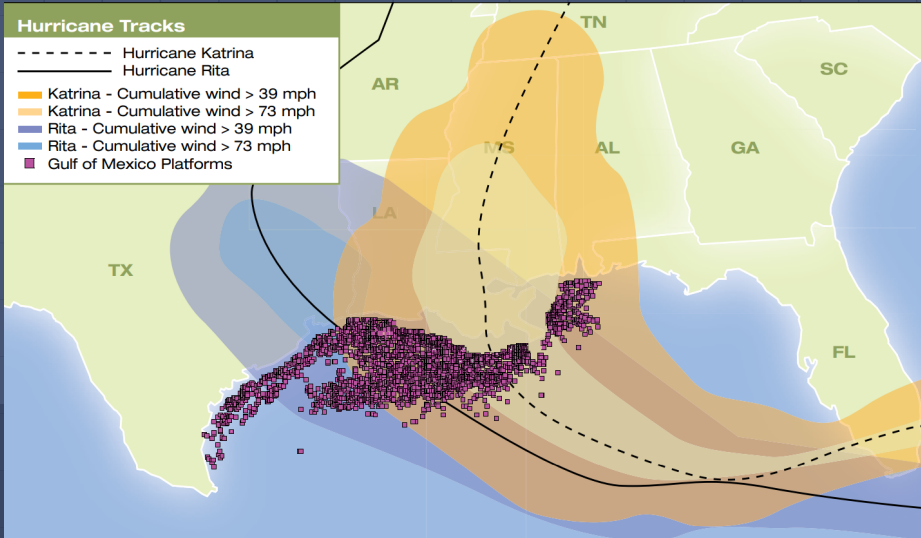 Hurricane Tracks
Hurricane Katrina
Hurricane Rita
Katrina - Cumulative wind > 39 mph
Katrina - Cumulative wind > 73 mph
Rita - Cumulative wind > 39 mph
Rita - Cumulative wind > 73 mph
Gulf of Mexico Platforms
TN
SC
AR
MS
AL
GA
LA
TX
FL